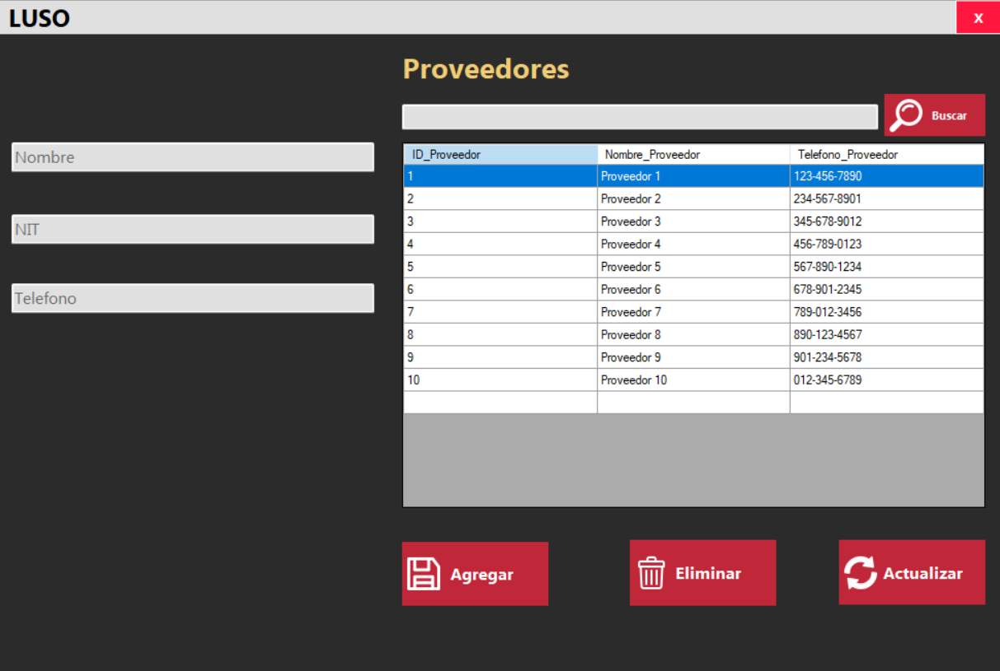 LUSO
x
Proveedores
Buscar
Nombre
NIT
Telefono
ID_Proveedor Nombre_Proveedor Telefono_Proveedor
1 Proveedor 1 123-456-7890
2 Proveedor 2 234-567-8901
3 Proveedor 3 345-678-9012
4 Proveedor 4 456-789-0123
5 Proveedor 5 567-890-1234
6 Proveedor 6 678-901-2345
7 Proveedor 7 789-012-3456
8 Proveedor 8 890-123-4567
9 Proveedor 9 901-234-5678
10 Proveedor 10 012-345-6789
Agregar
Eliminar
Actualizar